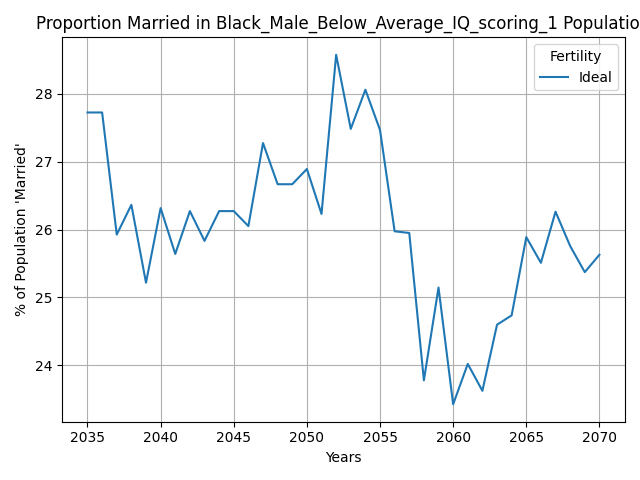 Proportion Married in Black_Male_Below_Average_IQ_scoring_1 Populatio
Fertility
Ideal
% of Population 'Married'
28
27
26
25
24
2035 2040 2045 2050 2055 2060 2065 2070
Years